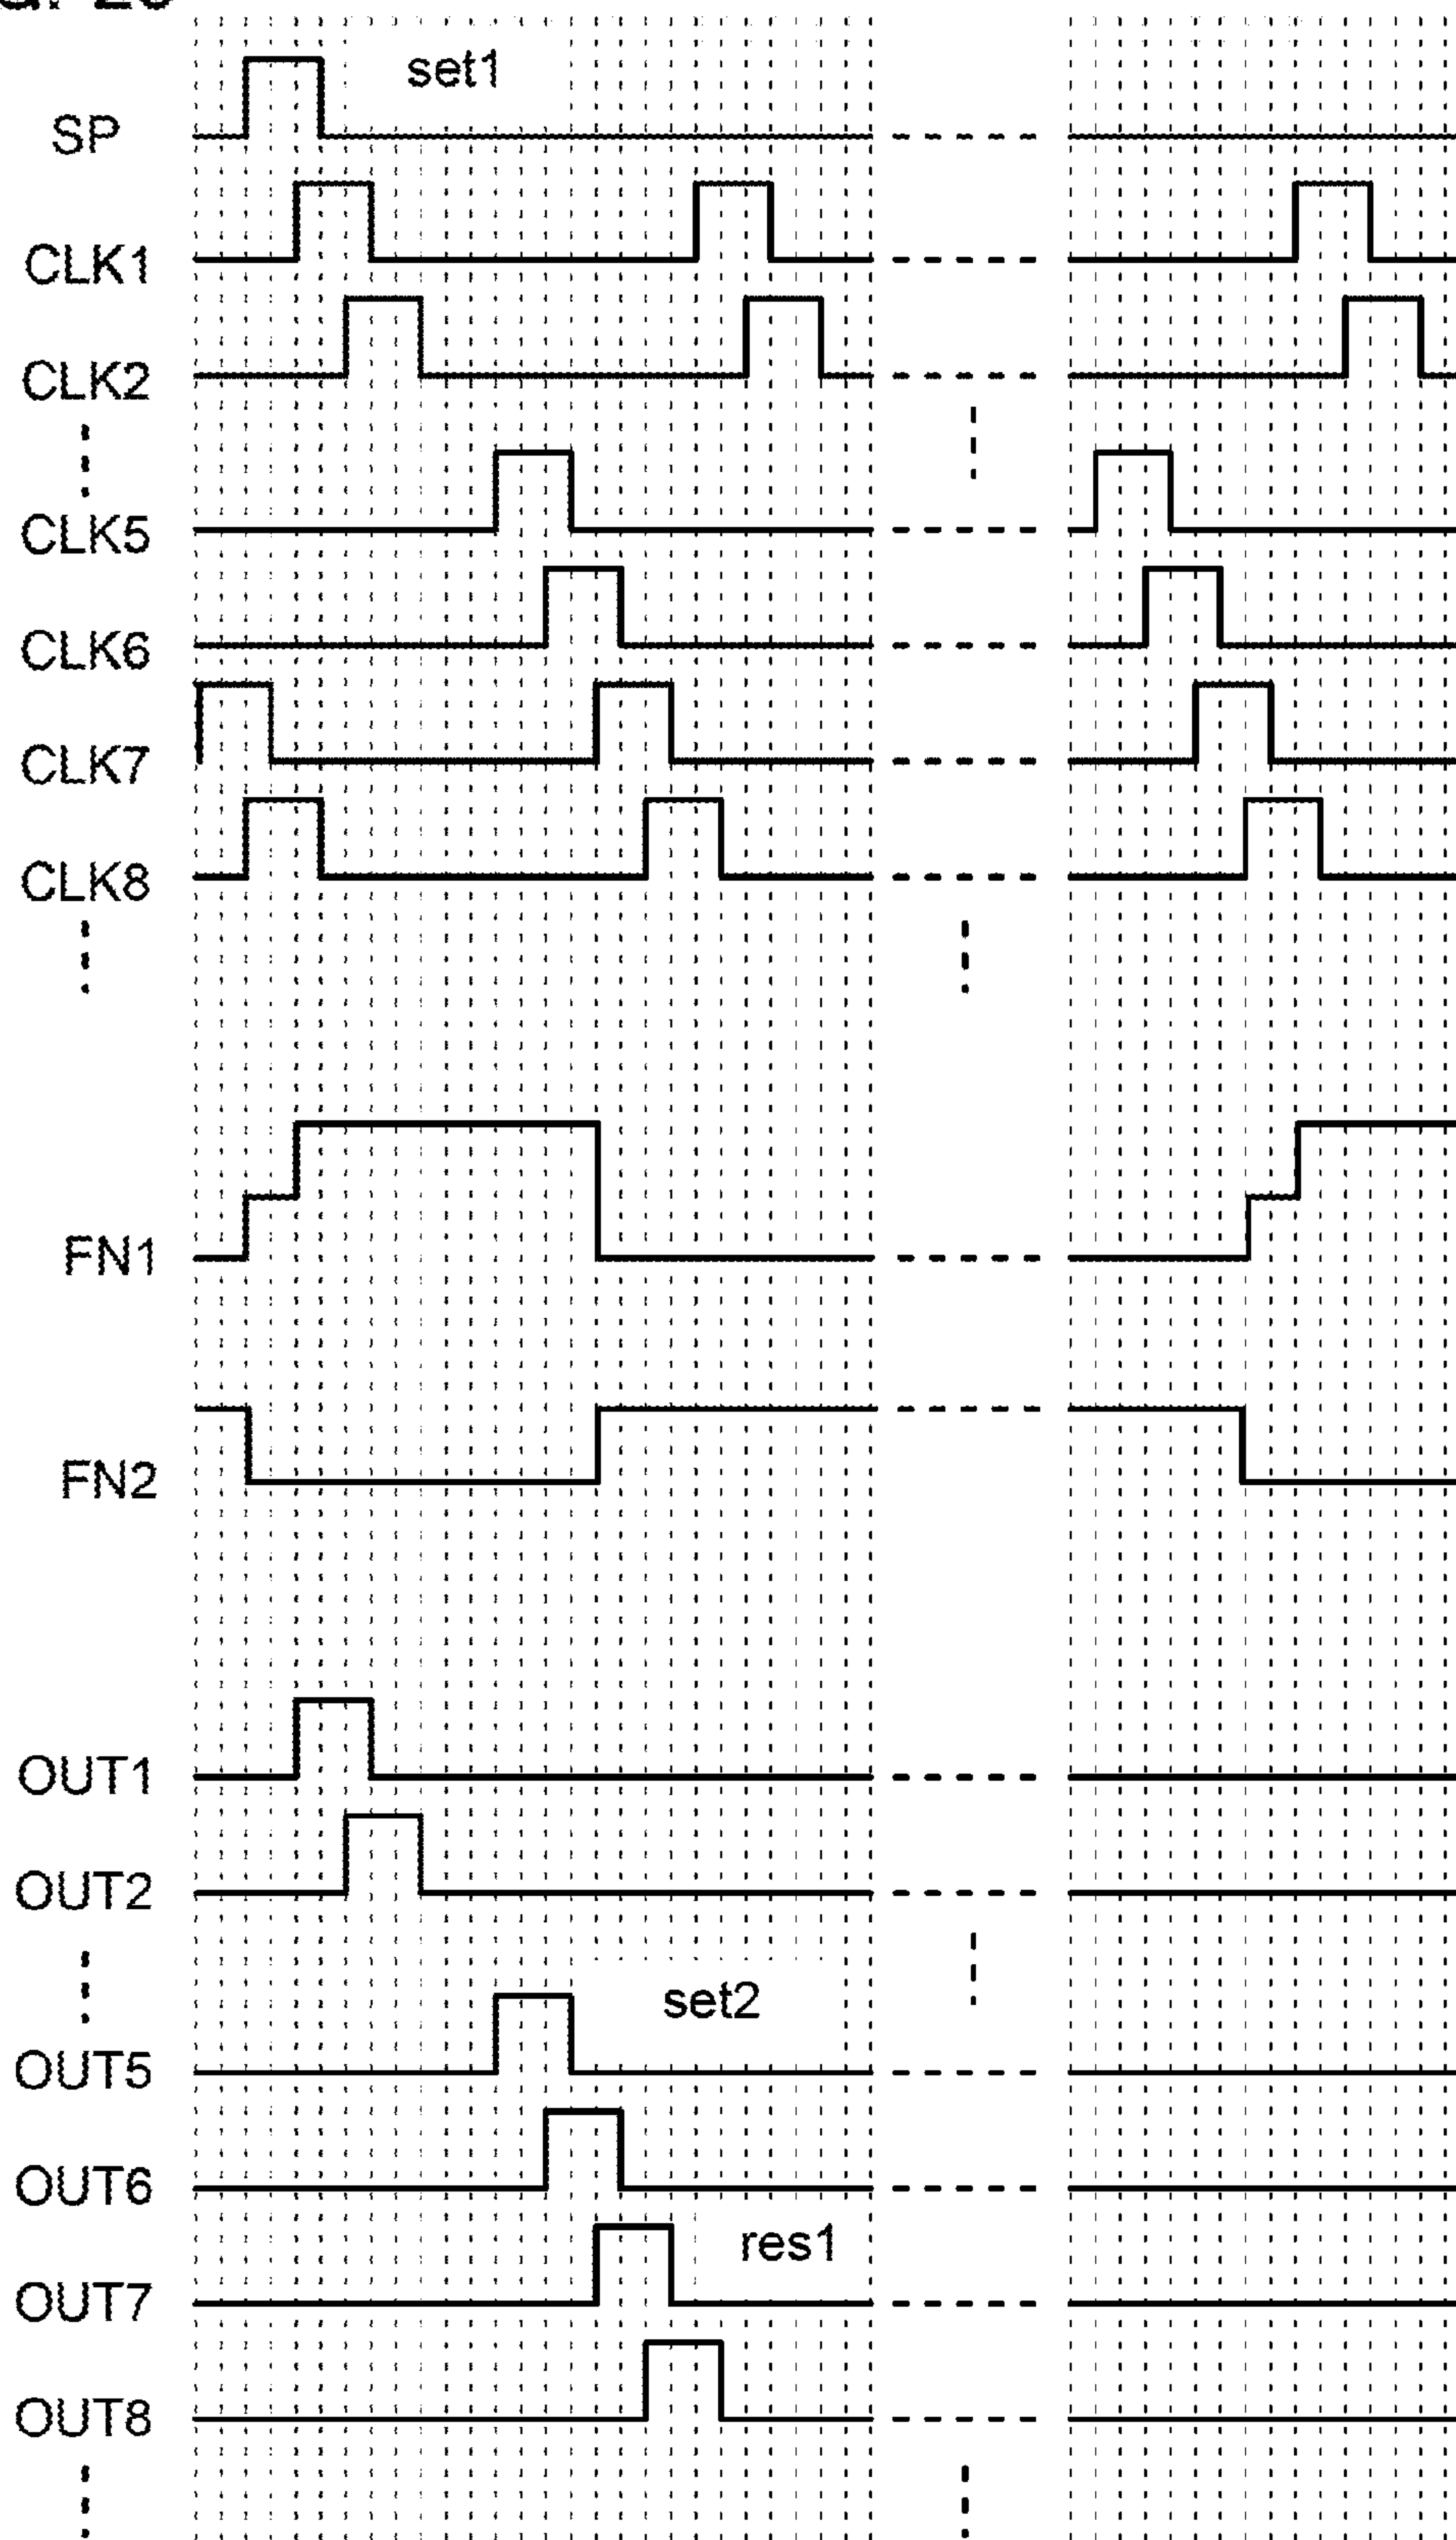 set1
SP
CLK1
CLK2
CLK5
CLK6
CLK7
CLK8
FN1
FN2
OUT1
OUT2
set2
OUT5
OUT6
res1
OUT7
OUT8